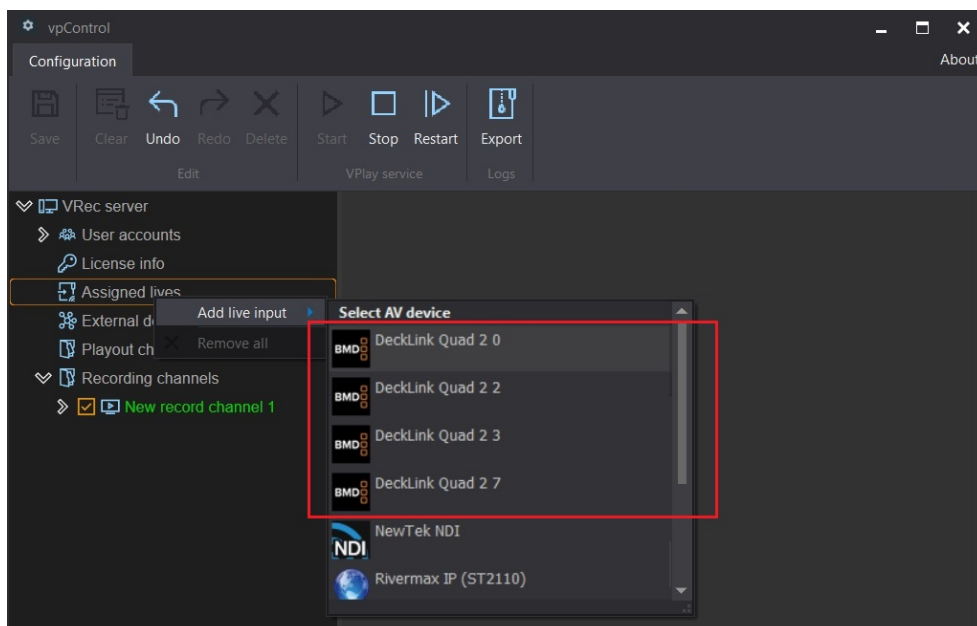 vpControl
Configuration
About
Save
Clear
Undo
Redo
Delete
Start
Stop
Restart
Export
Edit
VPlay service
Logs
VRec server
User accounts
License info
Assigned lives
Add live input
Select AV device
External d
Remove all
Playout ch
Recording channels
New record channel 1
BMD DeckLink Quad 2 0
BMD DeckLink Quad 2 2
BMD DeckLink Quad 2 3
BMD DeckLink Quad 2 7
NDI NewTek NDI
Rivermax IP (ST2110)